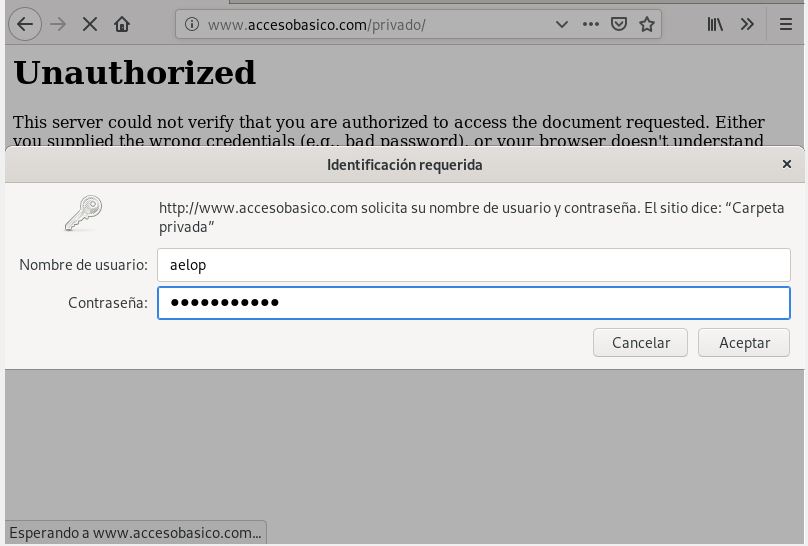 www.accesobasico.com/privado/
Unauthorized
This server could not verify that you are authorized to access the document requested. Either
you supplied the wrong credentials (e.g., bad password), or your browser doesn't understand
Identificación requerida
http://www.accesobasico.com solicita su nombre de usuario y contraseña. El sitio dice: “Carpeta
privada”
Nombre de usuario: aelop
Contraseña: ●●●●●●●●●●●
Cancelar Aceptar
Esperando a www.accesobasico.com...